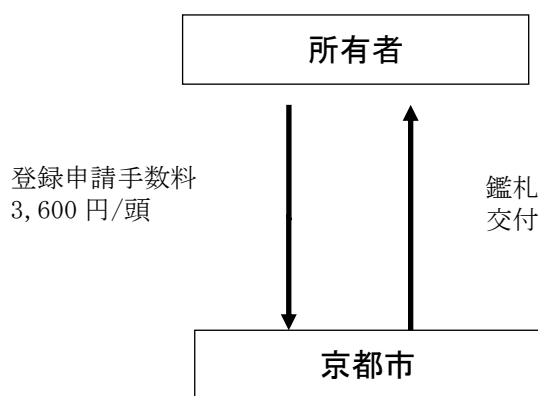 所有者
登録申請手数料
3,600 円/頭
鑑札
交付
京都市